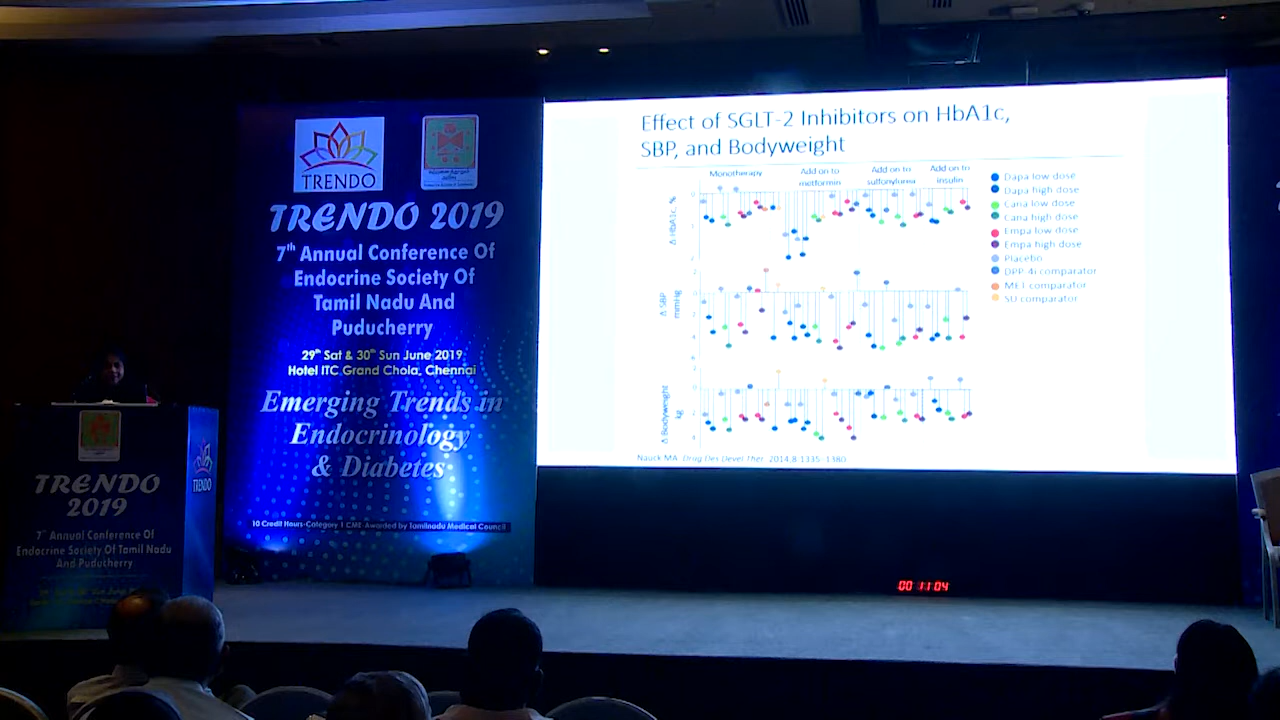 TRENDO
TRENDO 2019
7th Annual Conference Of
Endocrine Society Of
Tamil Nadu And
Puducherry
29th Sat & 30th Sun June 2019
Hotel ITC Grand Chola, Chennai
Emerging Trends in
Endocrinology
& Diabetes
10 Credit Hours-Category 1 CME Awarded by Tamilnadu Medical Council
Effect of SGLT-2 Inhibitors on HbA1c,
SBP, and Bodyweight
Monotherapy
Add on to
metformin
Add on to
sulfonylurea
Add on to
insulin
Δ HbA1c, %
Δ SBP
mmHg
Δ Bodyweight
kg
Dapa low dose
Dapa high dose
Cana low dose
Cana high dose
Empa low dose
Empa high dose
Placebo
DPP-4i comparator
MET comparator
SU comparator
Nauck MA. Drug Des Devel Ther. 2014;8:1335–1380
TRENDO
2019
7th Annual Conference Of
Endocrine Society Of Tamil Nadu
And Puducherry
TRENDO
00 11:04